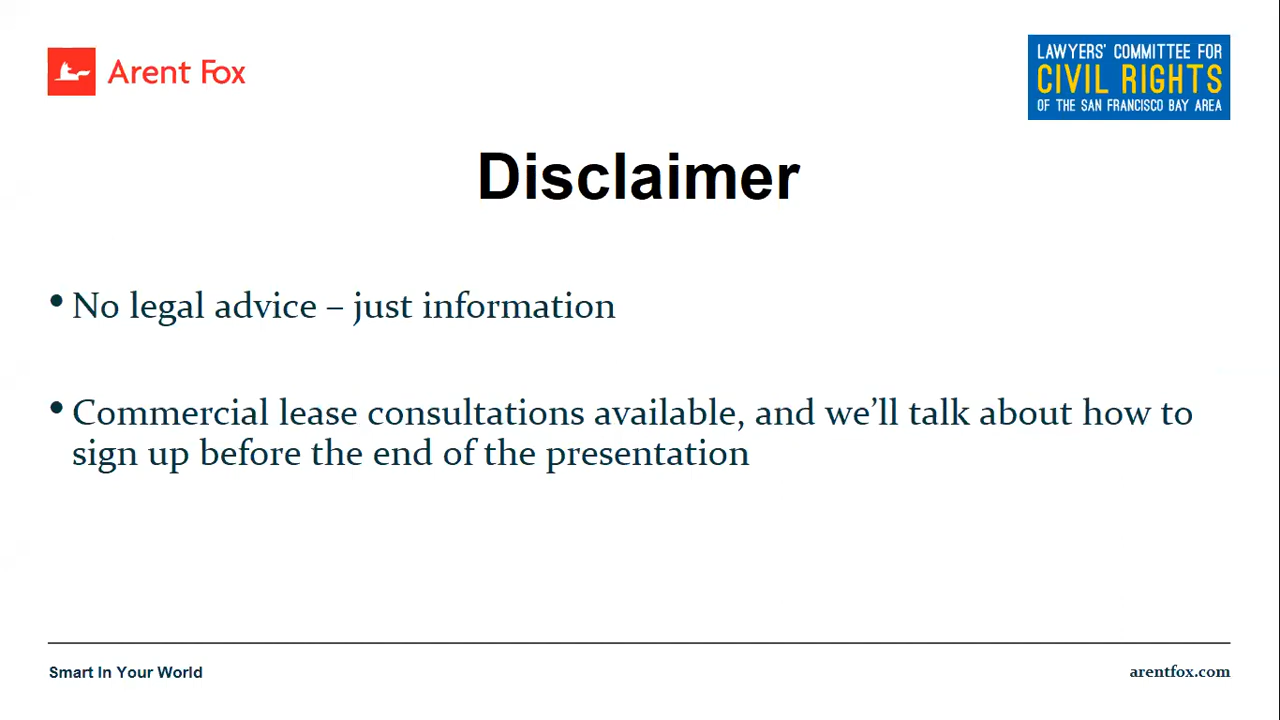 Arent Fox
LAWYERS' COMMITTEE FOR
CIVIL RIGHTS
OF THE SAN FRANCISCO BAY AREA
Disclaimer
• No legal advice – just information
• Commercial lease consultations available, and we’ll talk about how to
sign up before the end of the presentation
Smart In Your World
arentfox.com